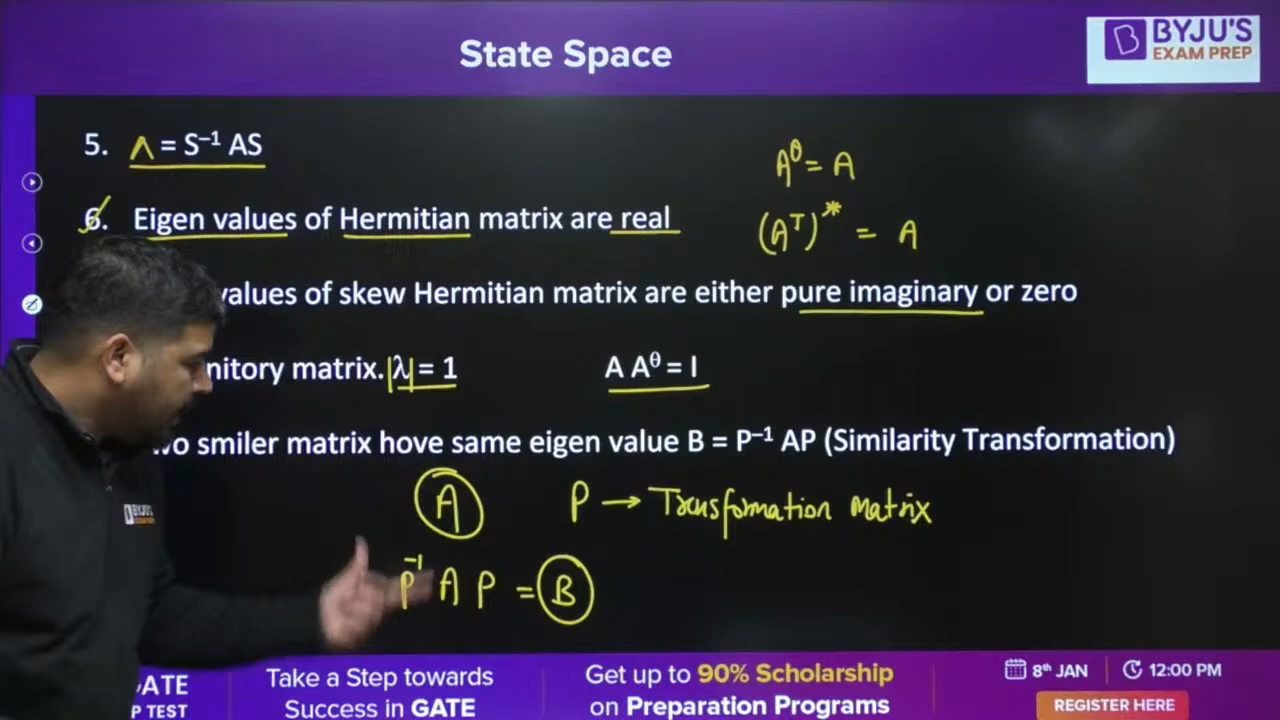 State Space
BYJU'S
EXAM PREP
5. Λ = S⁻¹ AS
A^θ = A
6. Eigen values of Hermitian matrix are real
(A^T)^* = A
values of skew Hermitian matrix are either pure imaginary or zero
nitory matrix. |λ| = 1 A A^θ = I
wo smiler matrix hove same eigen value B = P⁻¹ AP (Similarity Transformation)
A P → Transformation matrix
BYJU'S
P⁻¹ A P = B
ATE
P TEST
Take a Step towards
Success in GATE
Get up to 90% Scholarship
on Preparation Programs
8th JAN 12:00 PM
REGISTER HERE